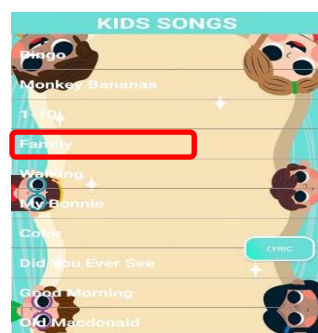 KIDS SONGS
Bingo
Monkey Bananas
1-10
Family
Walking
My Bonnie
Color
LYRIC
Did You Ever See
Good Morning
Old Macdonald